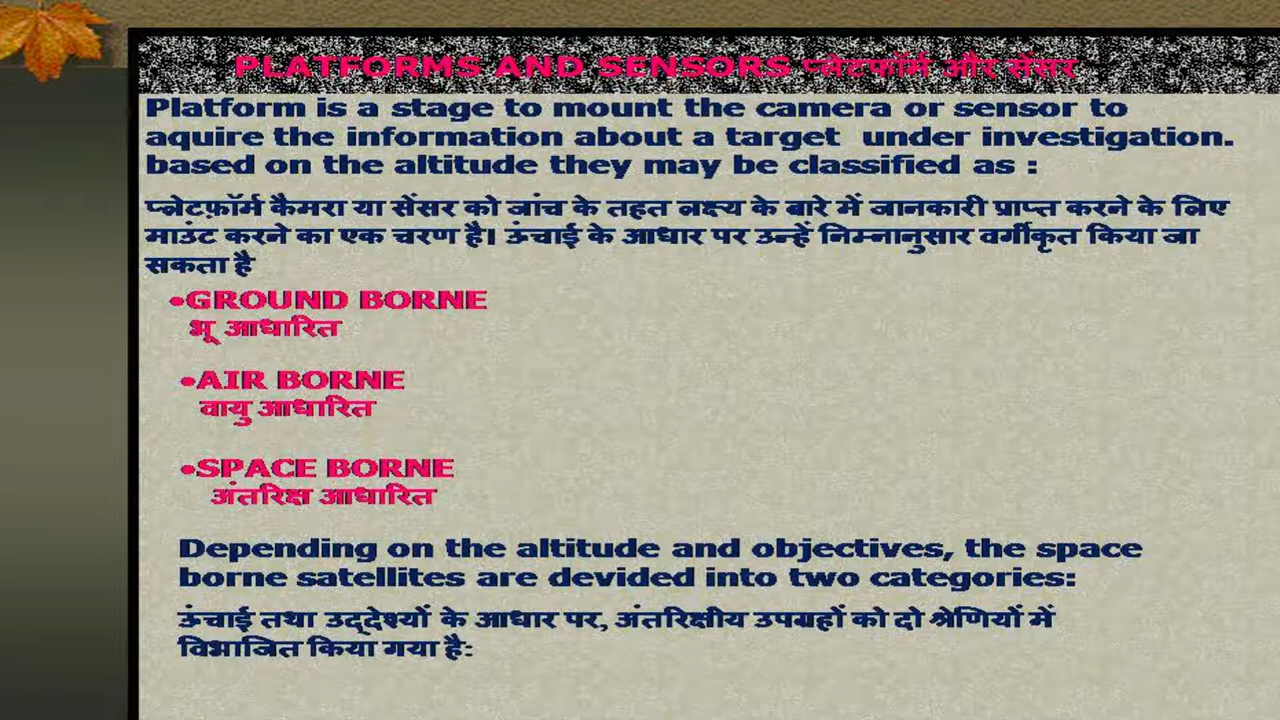 PLATFORMS AND SENSORS प्लेटफॉर्म और सेंसर
Platform is a stage to mount the camera or sensor to
aquire the information about a target under investigation.
based on the altitude they may be classified as :
प्लेटफ़ॉर्म कैमरा या सेंसर को जांच के तहत लक्ष्य के बारे में जानकारी प्राप्त करने के लिए
माउंट करने का एक चरण है। ऊंचाई के आधार पर उन्हें निम्नानुसार वर्गीकृत किया जा
सकता है
•GROUND BORNE
भू आधारित
•AIR BORNE
वायु आधारित
•SPACE BORNE
अंतरिक्ष आधारित
Depending on the altitude and objectives, the space
borne satellites are devided into two categories:
ऊंचाई तथा उद्देश्यों के आधार पर, अंतरिक्षीय उपग्रहों को दो श्रेणियों में
विभाजित किया गया है: